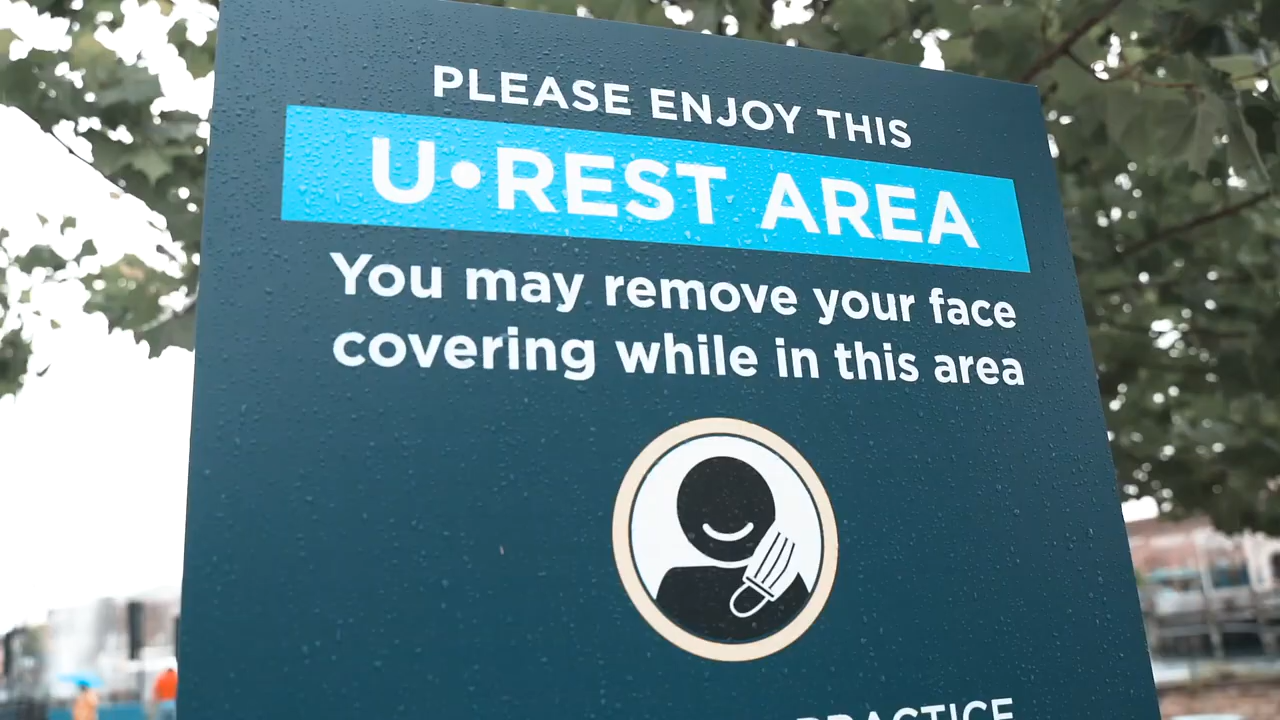 PLEASE ENJOY THIS
U•REST AREA
You may remove your face
covering while in this area
PRACTICE